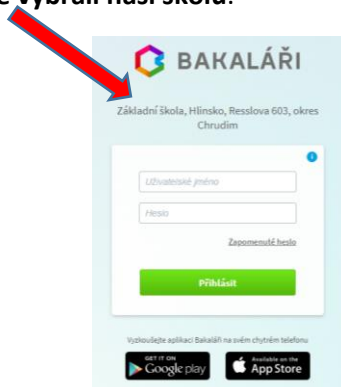 vybrali naši školu.
BAKALÁŘI
Základní škola, Hlinsko, Resslova 603, okres
Chrudim
Uživatelské jméno
Heslo
Zapomenuté heslo
Přihlásit
Vyzkoušejte aplikaci Bakaláři na svém chytrém telefonu
GET IT ON
Google play
Available on the
App Store